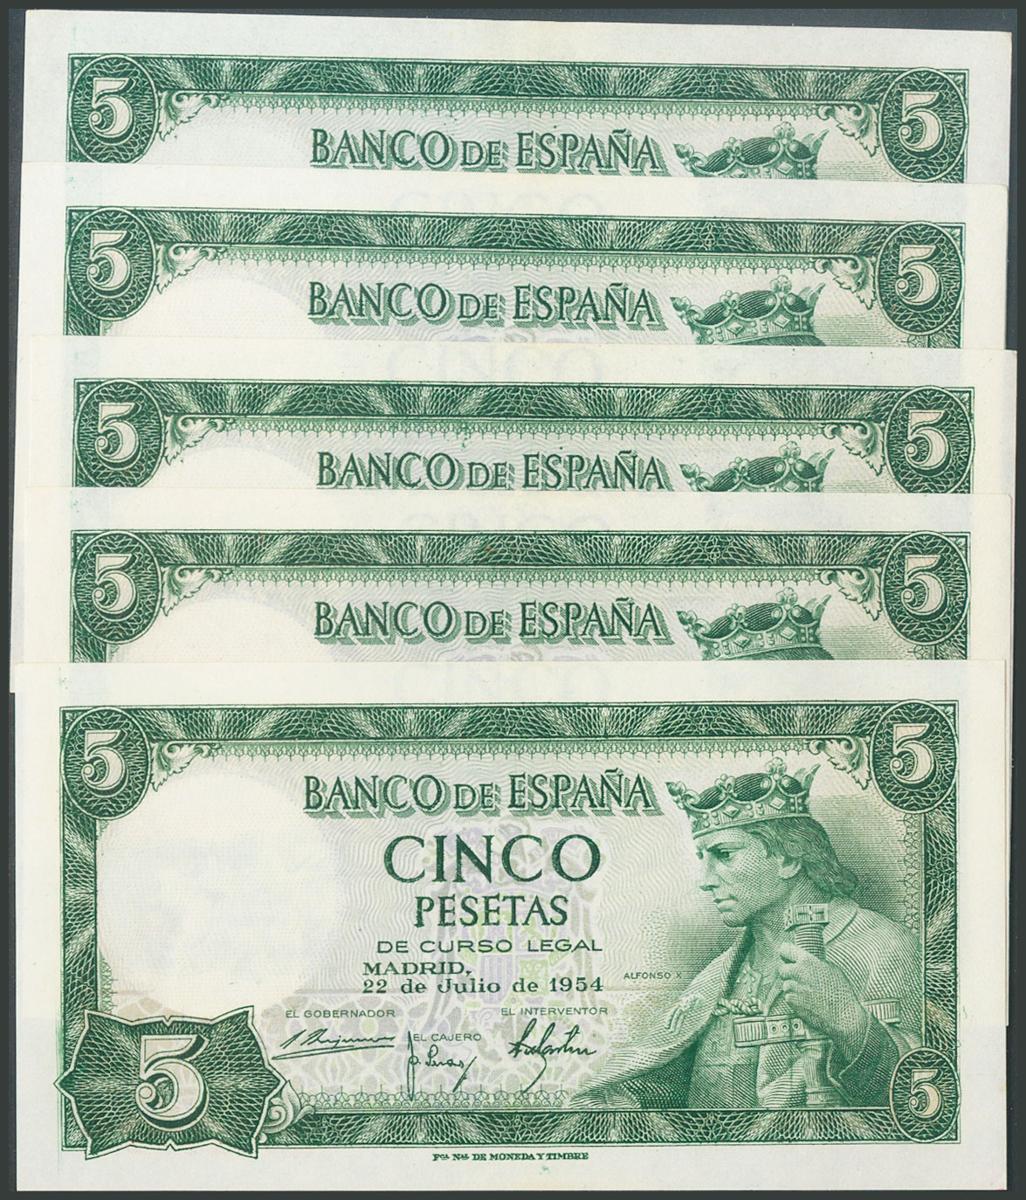 5 5
BANCO DE ESPAÑA
5 5
BANCO DE ESPAÑA
5 5
BANCO DE ESPAÑA
5 5
BANCO DE ESPAÑA
5 5
BANCO DE ESPAÑA
CINCO
PESETAS
DE CURSO LEGAL
MADRID,
ALFONSO X
22 de Julio de 1954
EL GOBERNADOR EL INTERVENTOR
EL CAJERO
5 5
Fca. Nal. DE MONEDA Y TIMBRE